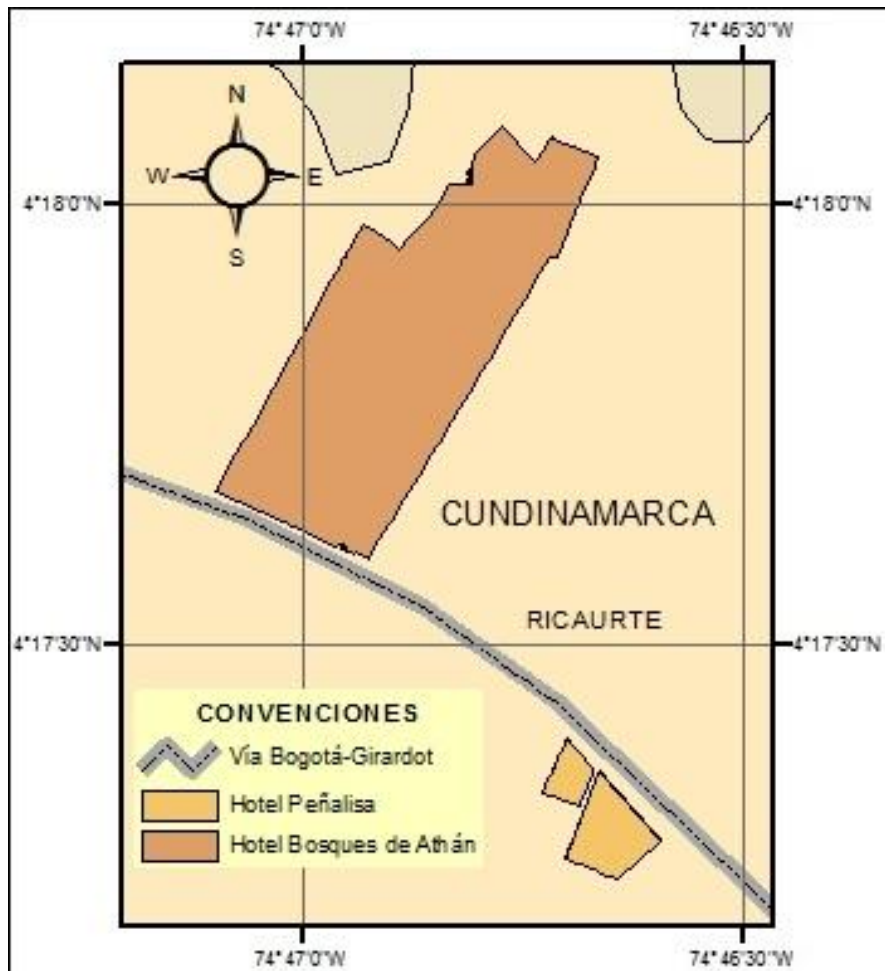 74°47'0"W
74°46'30"W
N
W
E
S
4°18'0"N
4°18'0"N
CUNDINAMARCA
RICAURTE
4°17'30"N
4°17'30"N
CONVENCIONES
Vía Bogotá-Girardot
Hotel Peñalisa
Hotel Bosques de Athán
74°47'0"W
74°46'30"W